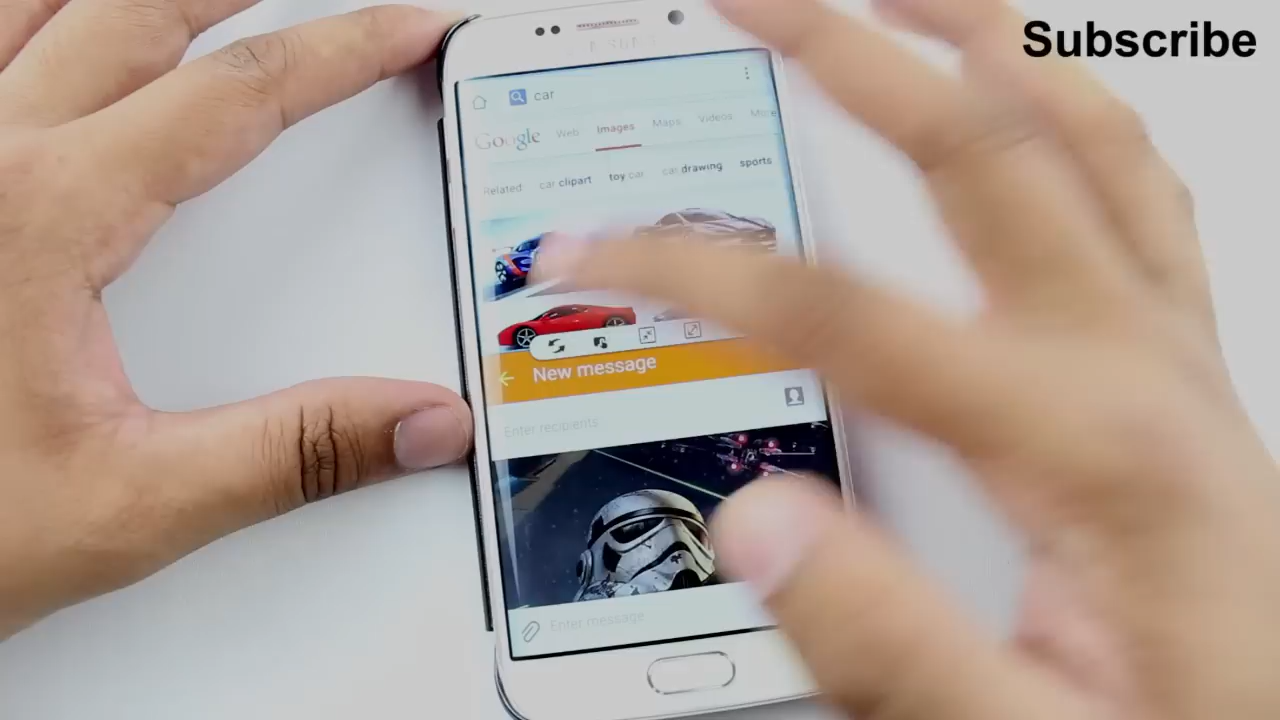 Subscribe
SAMSUNG
car
Google Web Images Maps Videos More
Related: car clipart toy car car drawing sports
New message
Enter recipients
Enter message